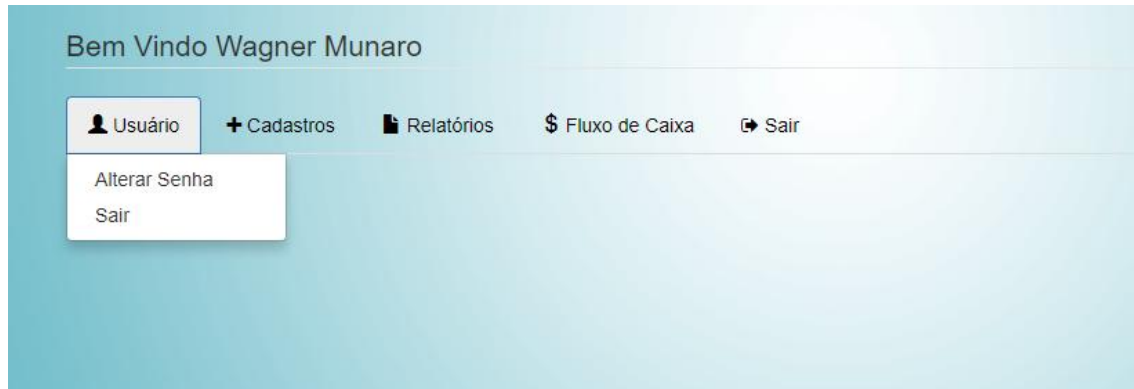 Bem Vindo Wagner Munaro
Usuário Cadastros Relatórios $ Fluxo de Caixa Sair
Alterar Senha
Sair